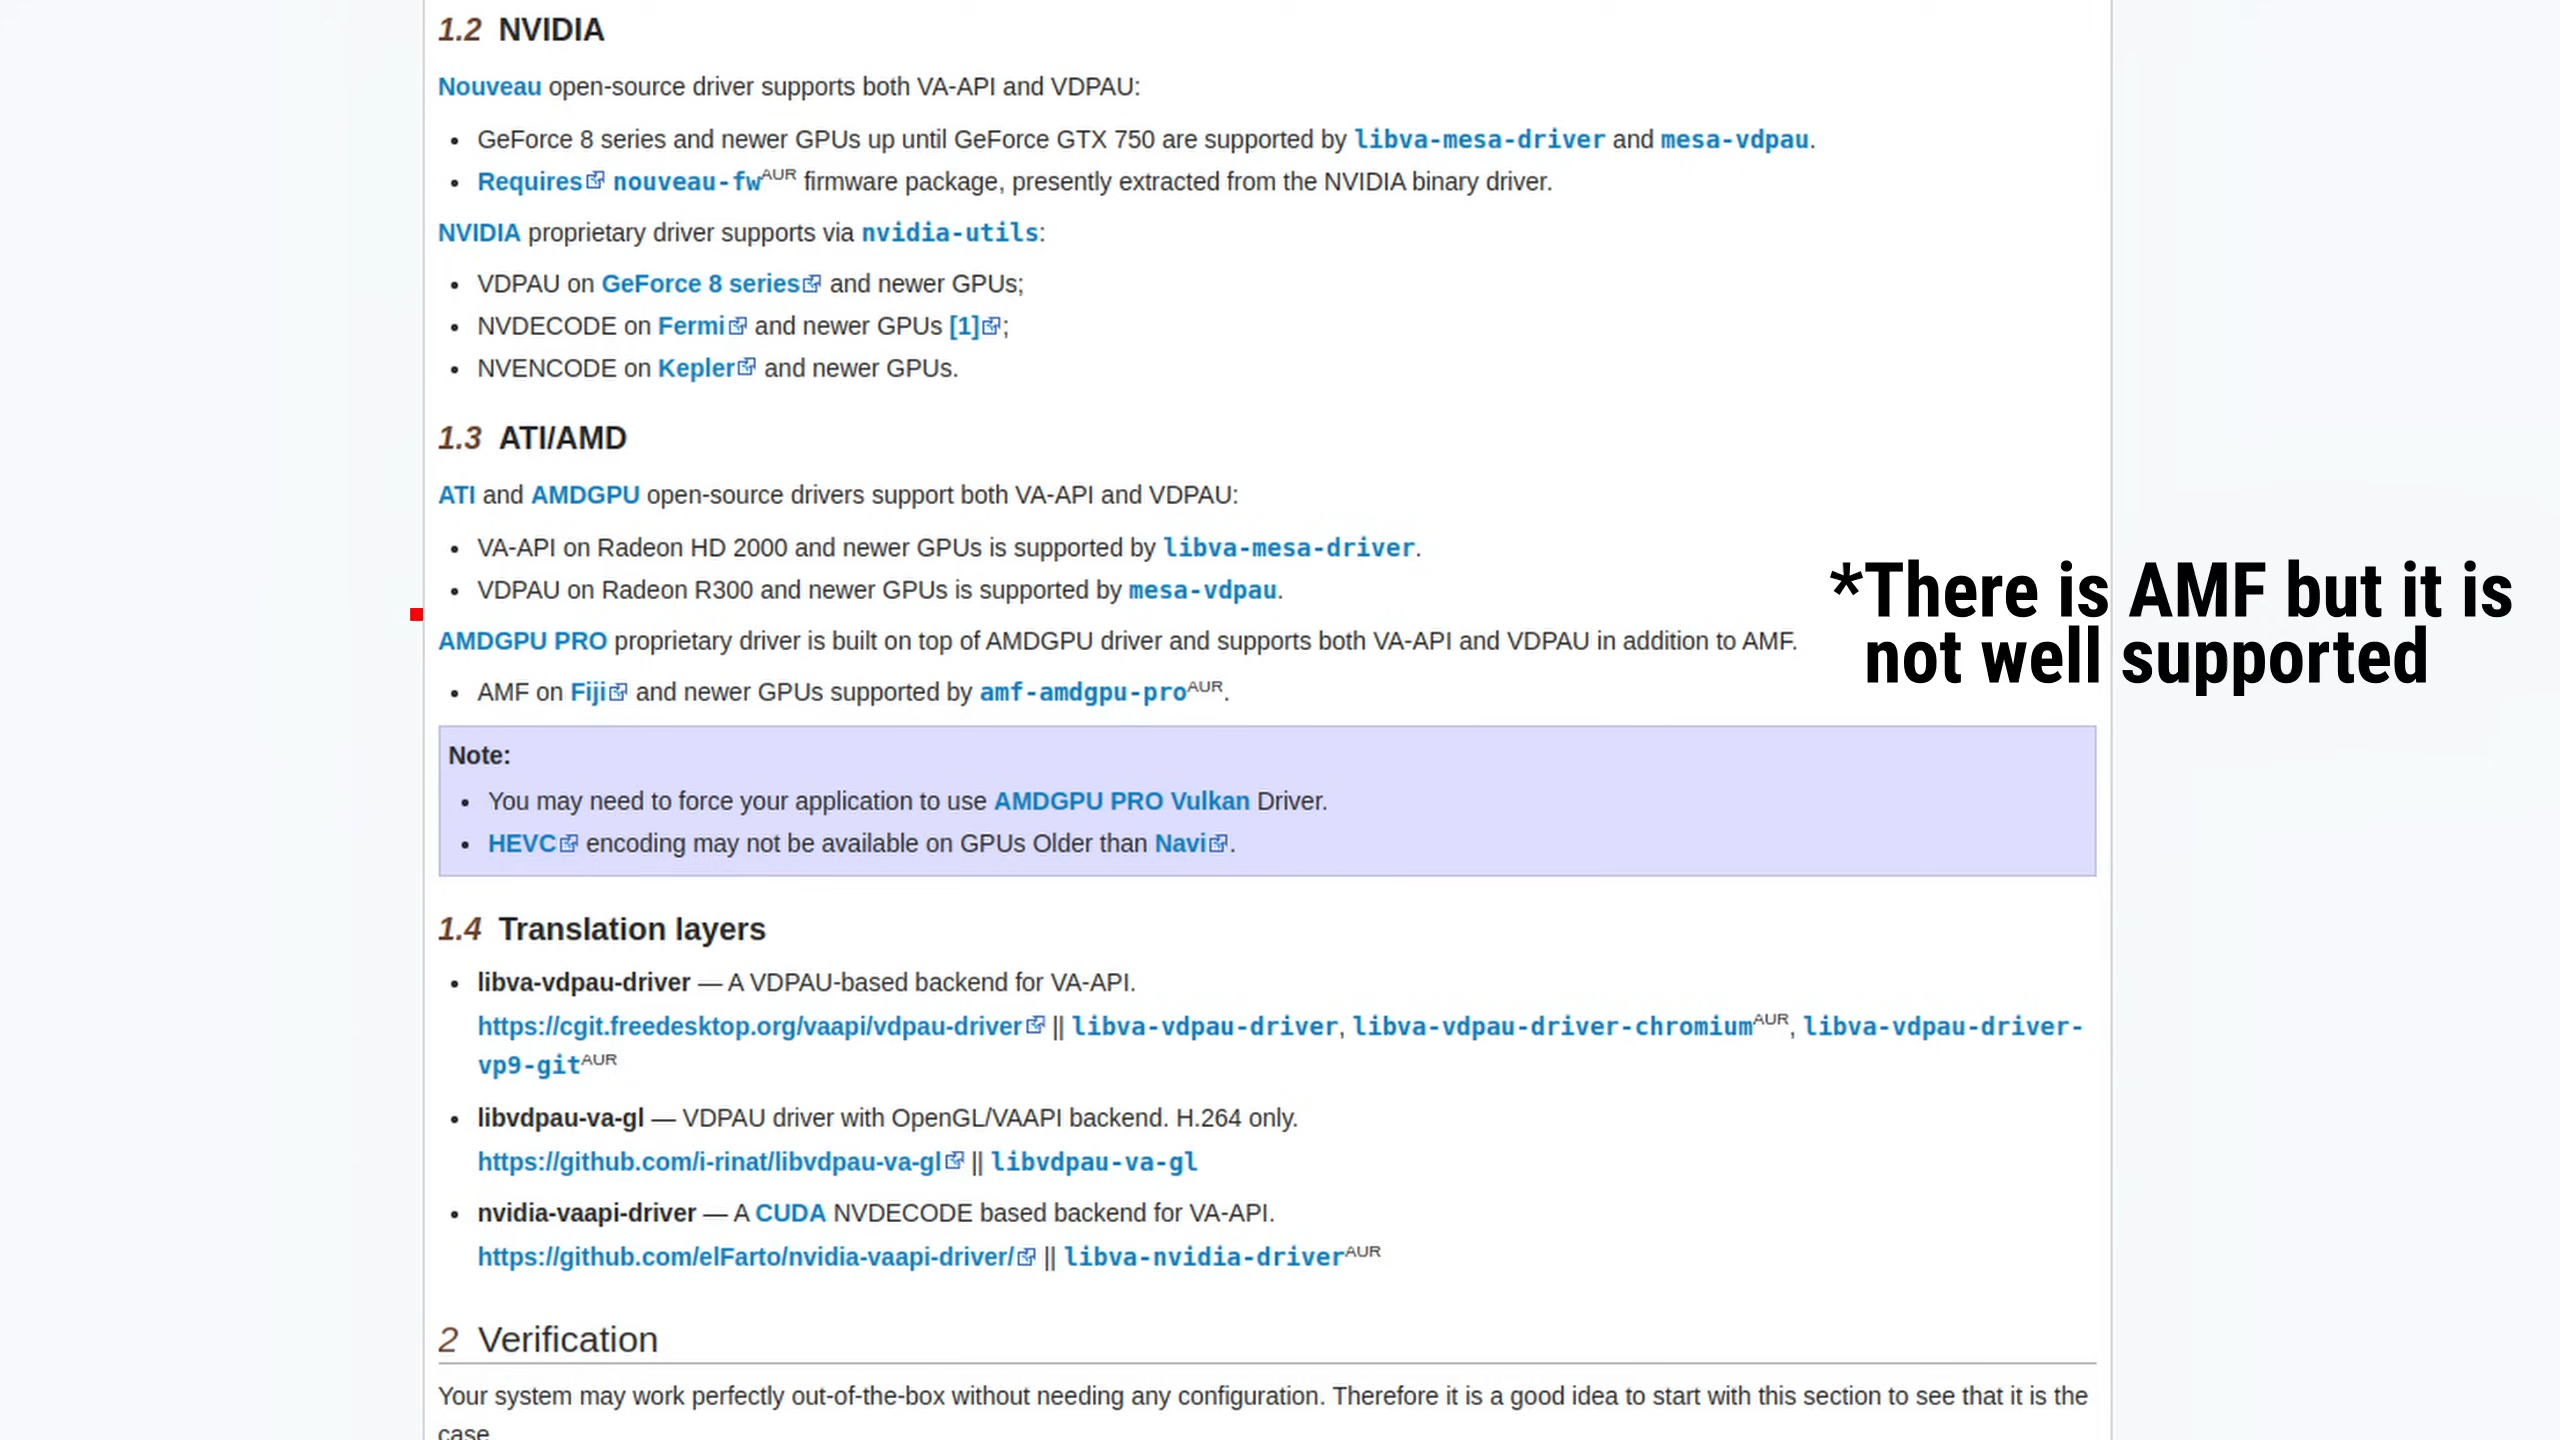 1.2 NVIDIA
Nouveau open-source driver supports both VA-API and VDPAU:
• GeForce 8 series and newer GPUs up until GeForce GTX 750 are supported by libva-mesa-driver and mesa-vdpau.
• Requires nouveau-fwAUR firmware package, presently extracted from the NVIDIA binary driver.
NVIDIA proprietary driver supports via nvidia-utils:
• VDPAU on GeForce 8 series and newer GPUs;
• NVDECODE on Fermi and newer GPUs [1];
• NVENCODE on Kepler and newer GPUs.
1.3 ATI/AMD
ATI and AMDGPU open-source drivers support both VA-API and VDPAU:
• VA-API on Radeon HD 2000 and newer GPUs is supported by libva-mesa-driver.
• VDPAU on Radeon R300 and newer GPUs is supported by mesa-vdpau.
*There is AMF but it is
not well supported
AMDGPU PRO proprietary driver is built on top of AMDGPU driver and supports both VA-API and VDPAU in addition to AMF.
• AMF on Fiji and newer GPUs supported by amf-amdgpu-proAUR.
Note:
• You may need to force your application to use AMDGPU PRO Vulkan Driver.
• HEVC encoding may not be available on GPUs Older than Navi.
1.4 Translation layers
• libva-vdpau-driver — A VDPAU-based backend for VA-API.
https://cgit.freedesktop.org/vaapi/vdpau-driver || libva-vdpau-driver, libva-vdpau-driver-chromiumAUR, libva-vdpau-driver-
vp9-gitAUR
• libvdpau-va-gl — VDPAU driver with OpenGL/VAAPI backend. H.264 only.
https://github.com/i-rinat/libvdpau-va-gl || libvdpau-va-gl
• nvidia-vaapi-driver — A CUDA NVDECODE based backend for VA-API.
https://github.com/elFarto/nvidia-vaapi-driver/ || libva-nvidia-driverAUR
2 Verification
Your system may work perfectly out-of-the-box without needing any configuration. Therefore it is a good idea to start with this section to see that it is the
case.